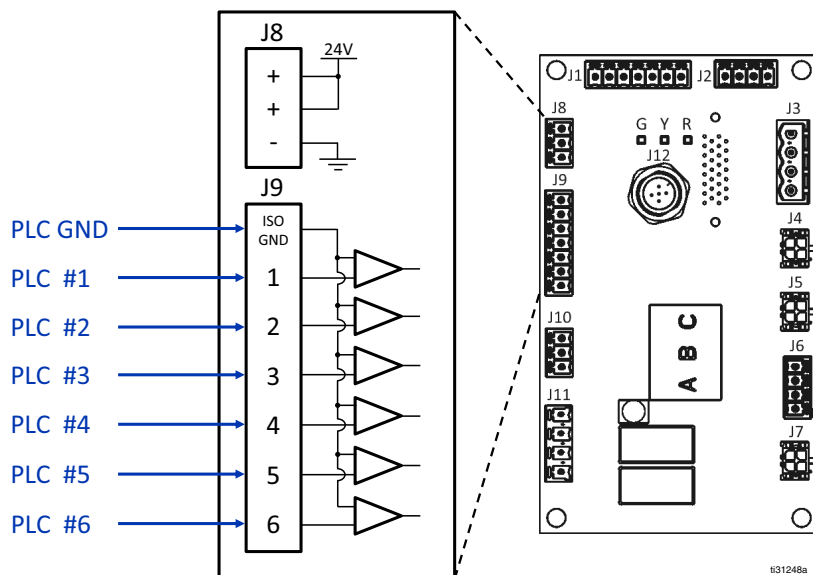 J8
24V
+
+
-
J9
ISO
GND
PLC GND
1
PLC #1
2
PLC #2
3
PLC #3
4
PLC #4
5
PLC #5
6
PLC #6
J1
J2
J8
J3
G Y R
J12
J9
J4
J5
J10
A B C
J6
J11
J7
ti31248a